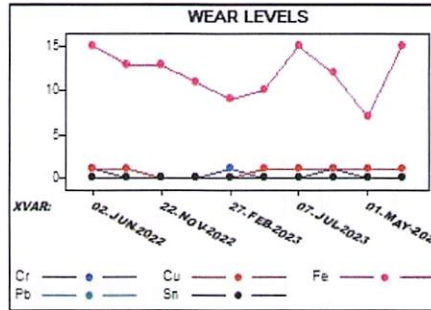 WEAR LEVELS
15
10
5
0
XVAR:
02-JUN-2022
22-NOV-2022
27-FEB-2023
07-JUL-2023
01-MAY-202
Cr Cu Fe
Pb Sn